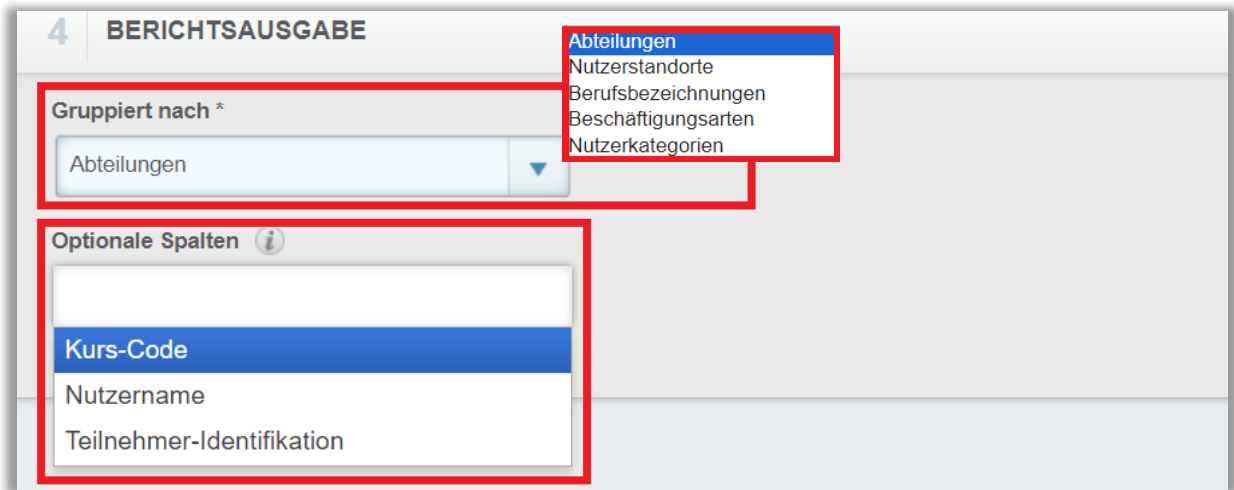 4 BERICHTSAUSGABE
Gruppiert nach *
Abteilungen
Abteilungen
Nutzerstandorte
Berufsbezeichnungen
Beschäftigungsarten
Nutzerkategorien
Optionale Spalten i
Kurs-Code
Nutzername
Teilnehmer-Identifikation